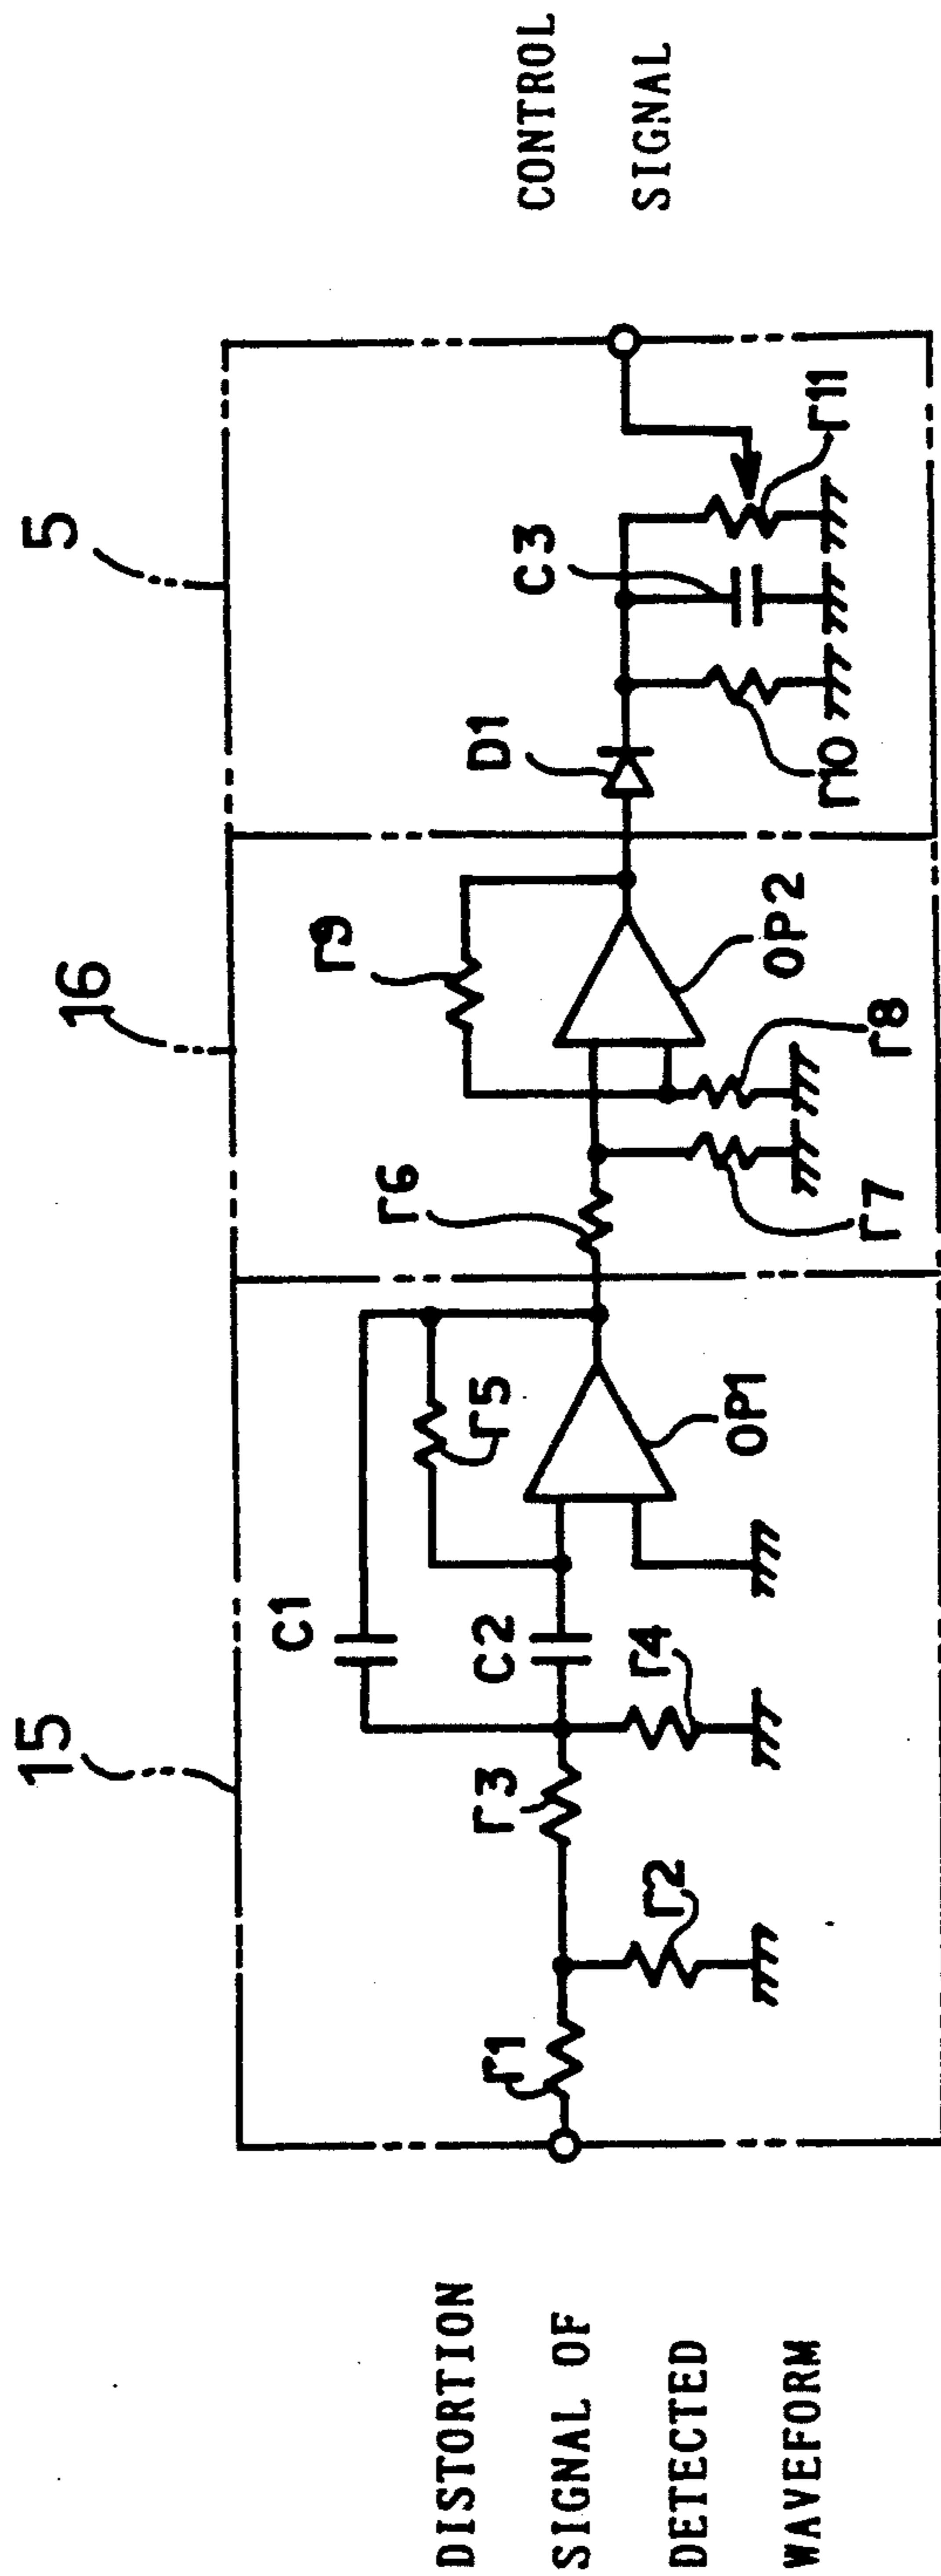 15
16
5
C1
r9
r5
r6
D1
C3
r1
r3
C2
r2
r4
OP1
r7
r8
OP2
r10
r11
DISTORTION
SIGNAL OF
DETECTED
WAVEFORM
CONTROL
SIGNAL